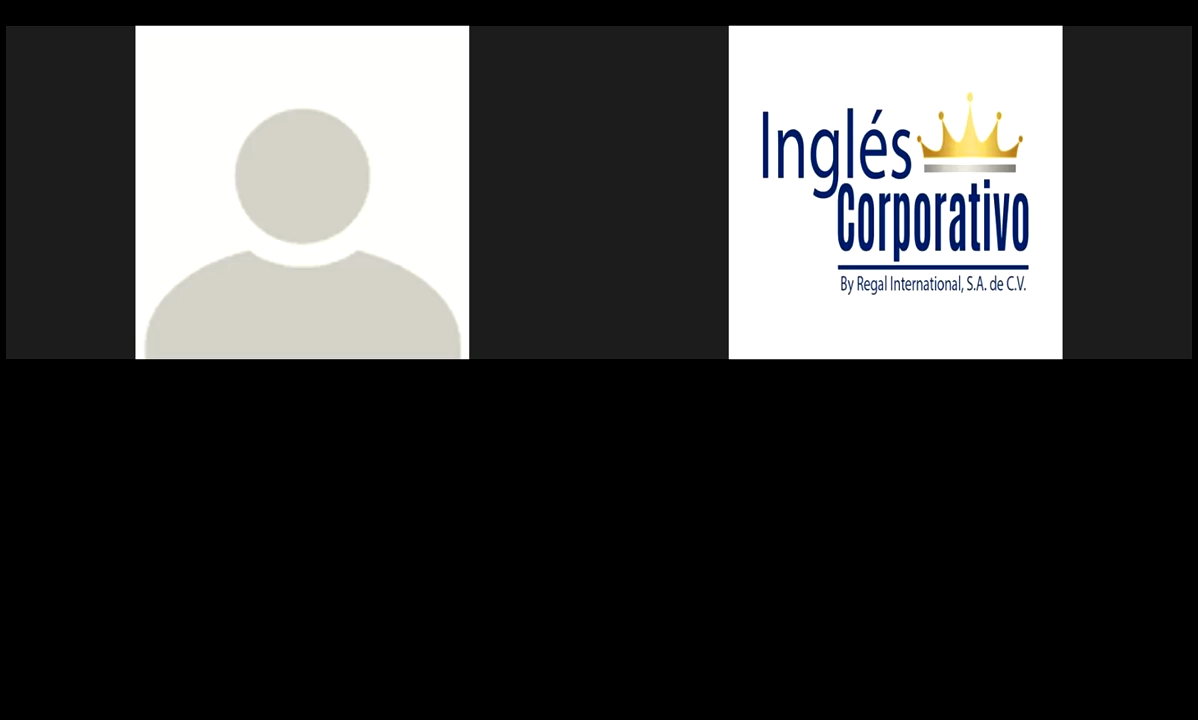 Inglés
Corporativo
By Regal International, S.A. de C.V.